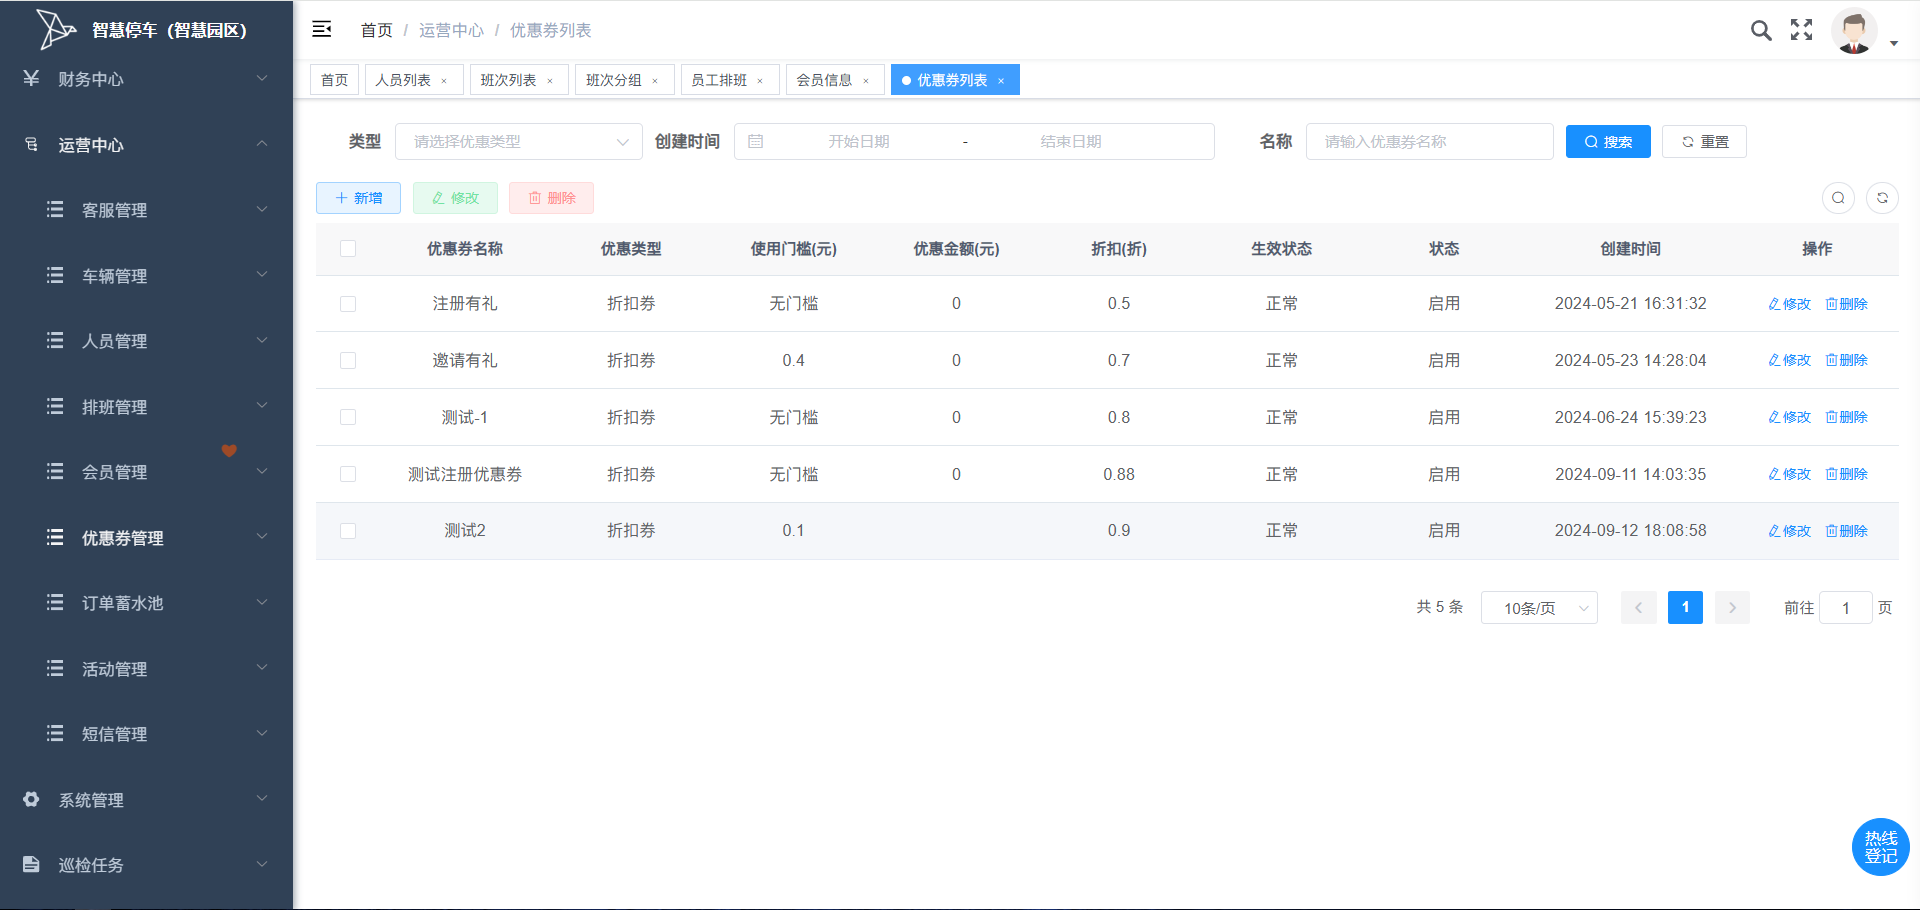 智慧停车（智慧园区）
财务中心
运营中心
客服管理
车辆管理
人员管理
排班管理
会员管理
优惠券管理
订单蓄水池
活动管理
短信管理
系统管理
巡检任务
首页 / 运营中心 / 优惠券列表
首页 人员列表 × 班次列表 × 班次分组 × 员工排班 × 会员信息 × 优惠券列表 ×
类型 请选择优惠类型 创建时间 开始日期 - 结束日期 名称 请输入优惠券名称 搜索 重置
新增 修改 删除
优惠券名称 优惠类型 使用门槛(元) 优惠金额(元) 折扣(折) 生效状态 状态 创建时间 操作
注册有礼 折扣券 无门槛 0 0.5 正常 启用 2024-05-21 16:31:32 修改 删除
邀请有礼 折扣券 0.4 0 0.7 正常 启用 2024-05-23 14:28:04 修改 删除
测试-1 折扣券 无门槛 0 0.8 正常 启用 2024-06-24 15:39:23 修改 删除
测试注册优惠券 折扣券 无门槛 0 0.88 正常 启用 2024-09-11 14:03:35 修改 删除
测试2 折扣券 0.1 0.9 正常 启用 2024-09-12 18:08:58 修改 删除
共 5 条 10条/页 1 前往 1 页
热线
登记